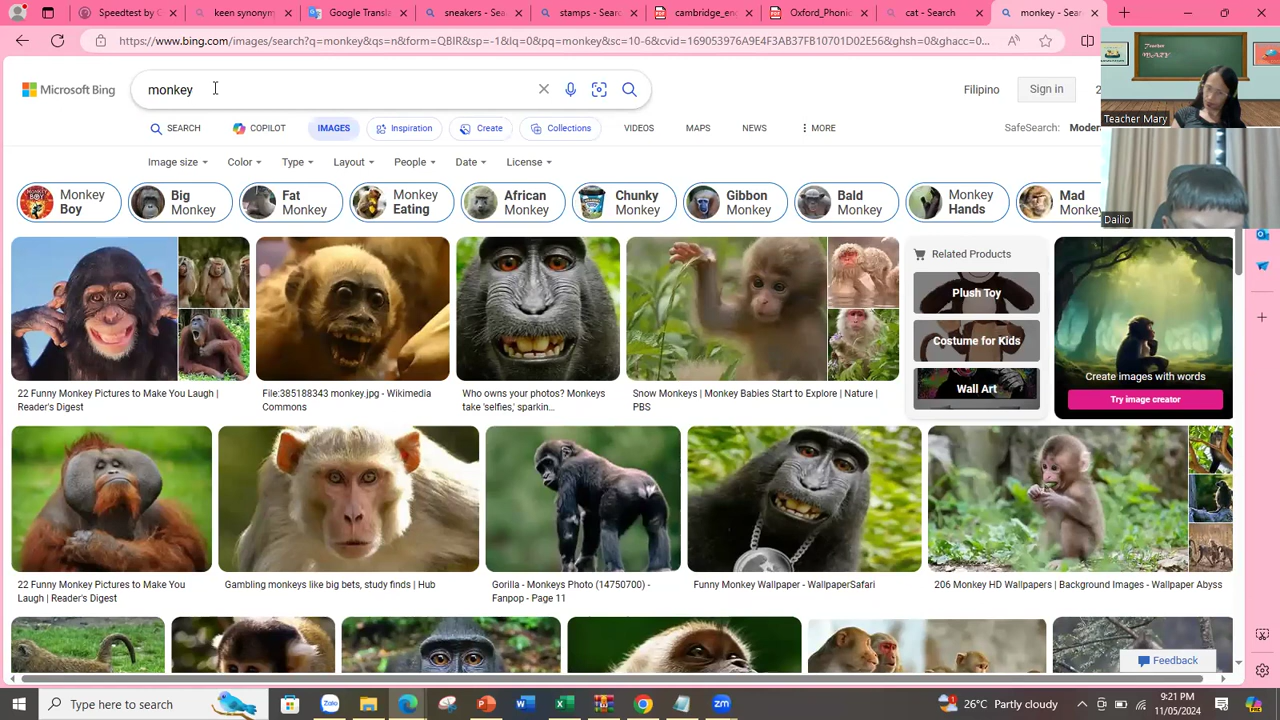 Speedtest by C
keen synonym
Google Transla
sneakers - Sea
stamps - Sear
cambridge_en
Oxford_Phonic
cat - Search
monkey - Sear
https://www.bing.com/images/search?q=monkey&qs=n&form=QBIR&sp=-1&lq=0&pq=monkey&sc=10-6&cvid=169053976A9E4F3AB37FB10701D02E56&ghsh=0&ghacc=0...
Microsoft Bing
monkey
Filipino
Sign in
2
Teacher Mary
SEARCH
COPILOT
IMAGES
Inspiration
Create
Collections
VIDEOS
MAPS
NEWS
MORE
SafeSearch: Moder
Image size
Color
Type
Layout
People
Date
License
Monkey
Boy
Big
Monkey
Fat
Monkey
Monkey
Eating
African
Monkey
Chunky
Monkey
Gibbon
Monkey
Bald
Monkey
Monkey
Hands
Mad
Monke
Dailio
Related Products
Plush Toy
Costume for Kids
Wall Art
Create images with words
Try image creator
22 Funny Monkey Pictures to Make You Laugh |
Reader's Digest
File:385188343 monkey.jpg - Wikimedia
Commons
Who owns your photos? Monkeys
take 'selfies,' sparkin...
Snow Monkeys | Monkey Babies Start to Explore | Nature |
PBS
22 Funny Monkey Pictures to Make You
Laugh | Reader's Digest
Gambling monkeys like big bets, study finds | Hub
Gorilla - Monkeys Photo (14750700) -
Fanpop - Page 11
Funny Monkey Wallpaper - WallpaperSafari
206 Monkey HD Wallpapers | Background Images - Wallpaper Abyss
Feedback
Type here to search
26°C Partly cloudy
9:21 PM
11/05/2024